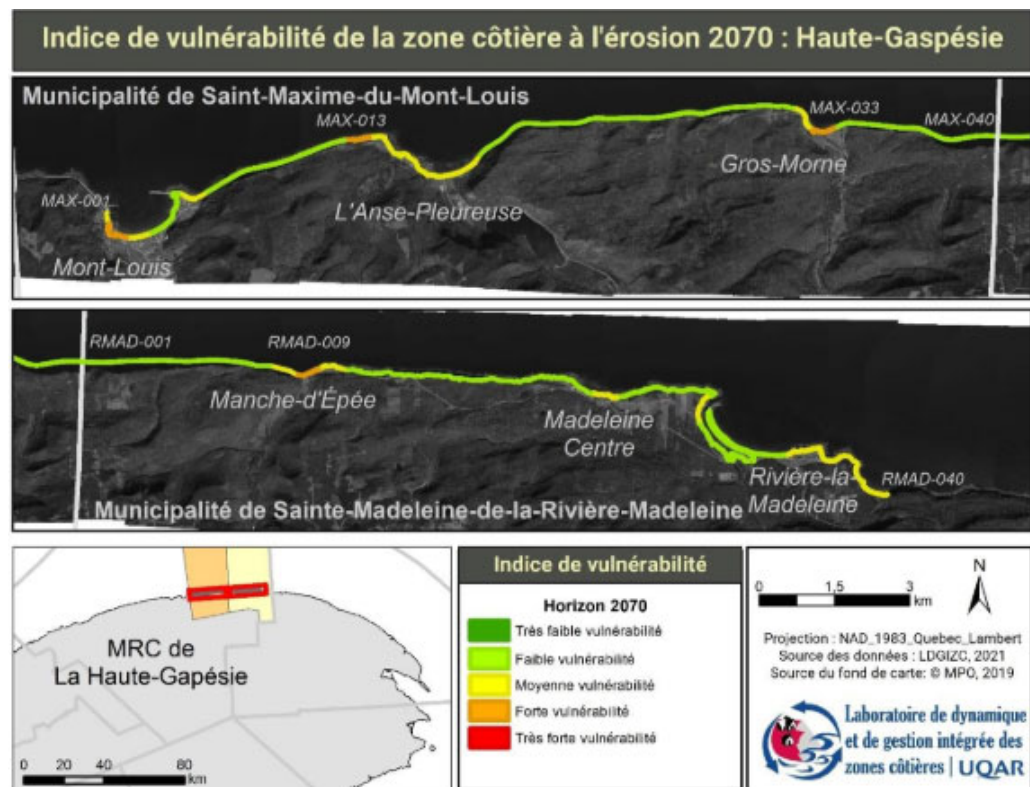 Indice de vulnérabilité de la zone côtière à l'érosion 2070 : Haute-Gaspésie
Municipalité de Saint-Maxime-du-Mont-Louis
MAX-001
MAX-013
MAX-033
MAX-040
Mont-Louis
L'Anse-Pleureuse
Gros-Morne
RMAD-001
RMAD-009
Manche-d'Épée
Madeleine
Centre
Rivière-la-
Madeleine
RMAD-040
Municipalité de Sainte-Madeleine-de-la-Rivière-Madeleine
MRC de
La Haute-Gapésie
0 20 40 80
km
Indice de vulnérabilité
Horizon 2070
Très faible vulnérabilité
Faible vulnérabilité
Moyenne vulnérabilité
Forte vulnérabilité
Très forte vulnérabilité
N
0 1,5 3
km
Projection : NAD_1983_Quebec_Lambert
Source des données : LDGIZC, 2021
Source du fond de carte: © MPO, 2019
Laboratoire de dynamique
et de gestion intégrée des
zones côtières | UQAR